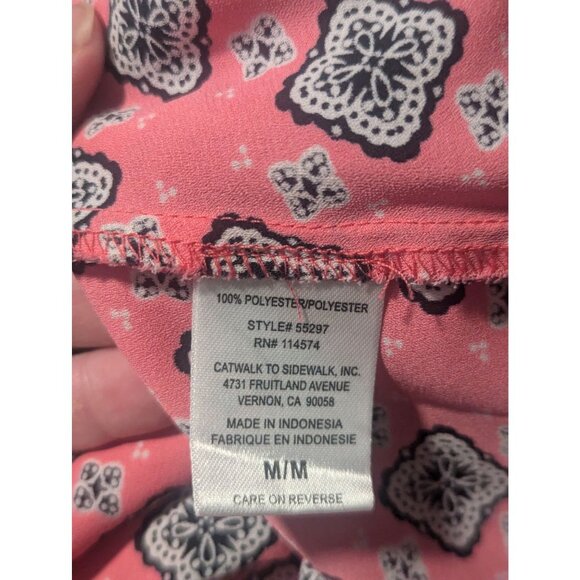 100% POLYESTER/POLYESTER
STYLE# 55297
RN# 114574
CATWALK TO SIDEWALK, INC.
4731 FRUITLAND AVENUE
VERNON, CA 90058
MADE IN INDONESIA
FABRIQUE EN INDONESIE
M/M
CARE ON REVERSE